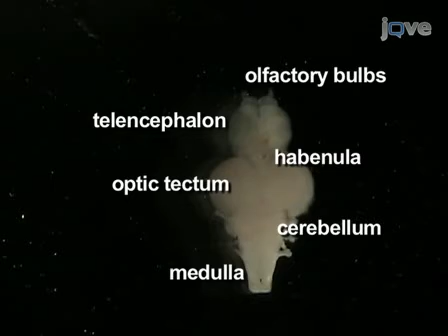 jove
olfactory bulbs
telencephalon
habenula
optic tectum
cerebellum
medulla